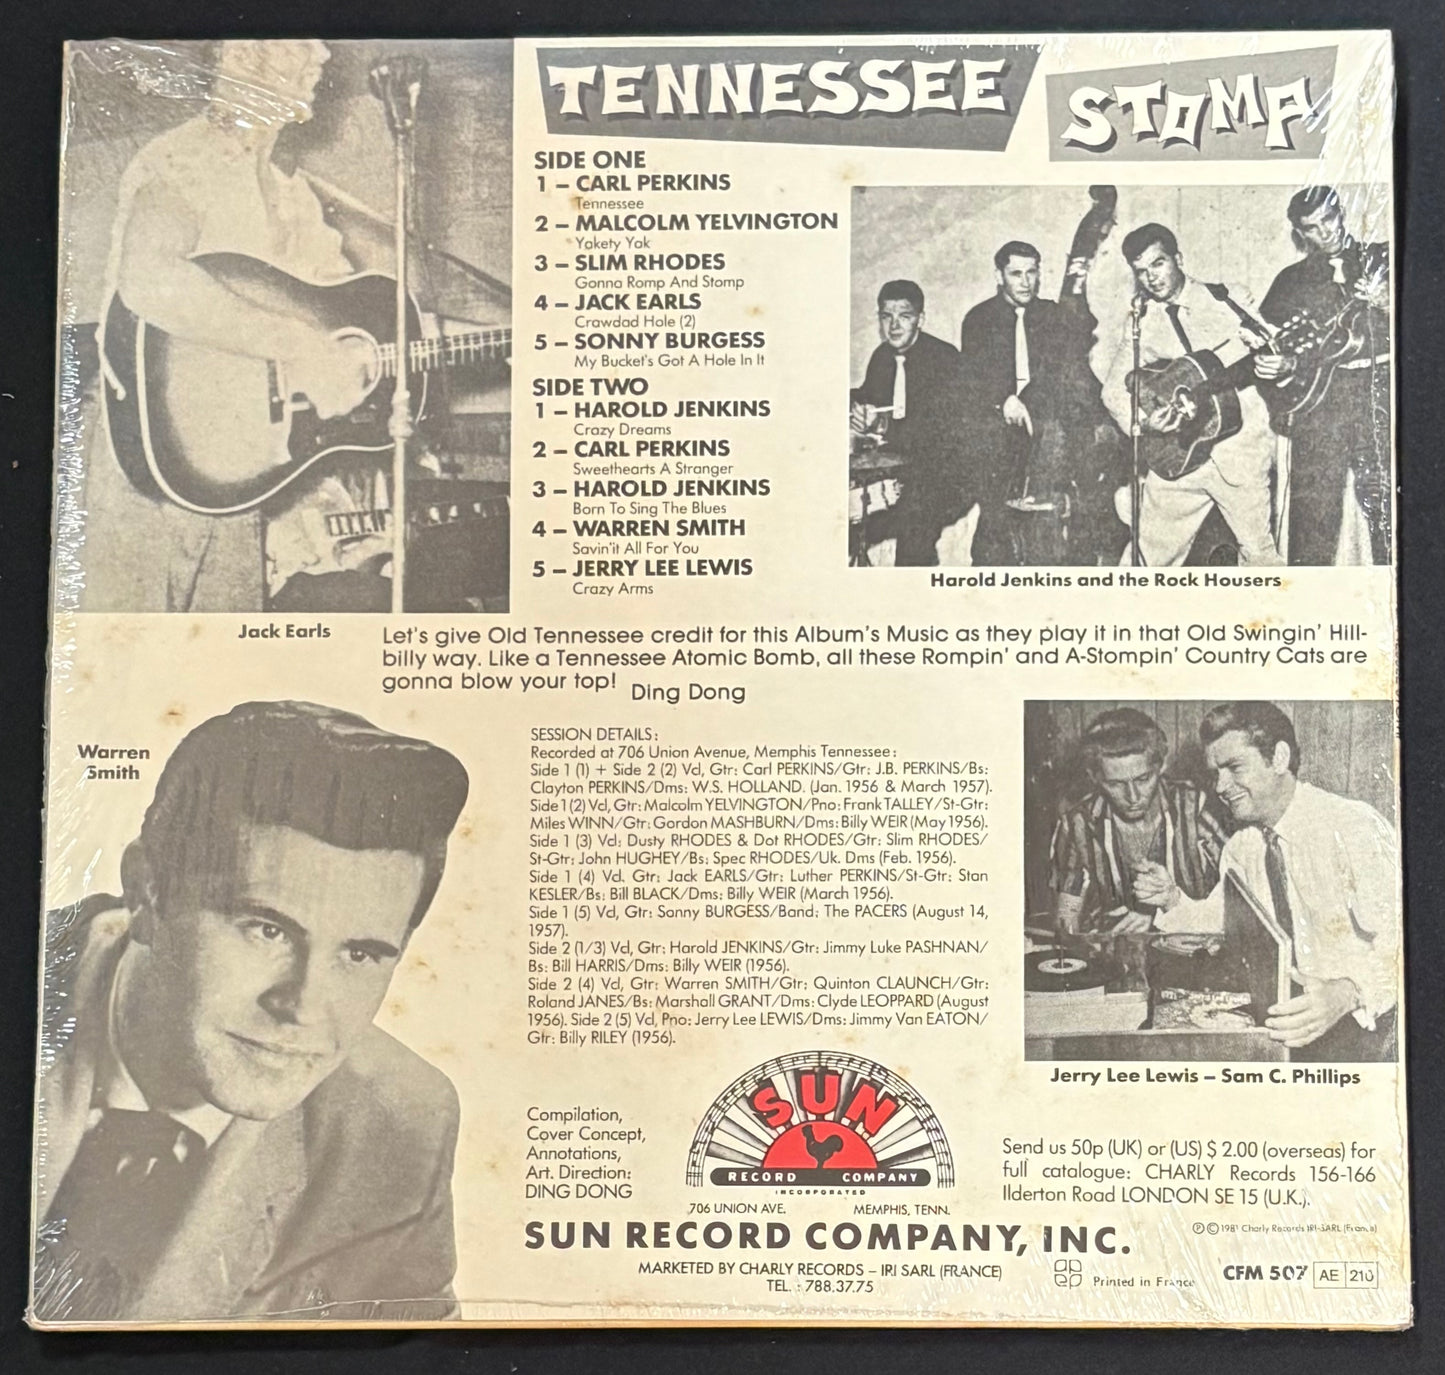 TENNESSEE STOMP
SIDE ONE
1 – CARL PERKINS
Tennessee
2 – MALCOLM YELVINGTON
Yakety Yak
3 – SLIM RHODES
Gonna Romp And Stomp
4 – JACK EARLS
Crawdad Hole (2)
5 – SONNY BURGESS
My Bucket's Got A Hole In It
SIDE TWO
1 – HAROLD JENKINS
Crazy Dreams
2 – CARL PERKINS
Sweethearts A Stranger
3 – HAROLD JENKINS
Born To Sing The Blues
4 – WARREN SMITH
Savin'it All For You
5 – JERRY LEE LEWIS
Crazy Arms
Harold Jenkins and the Rock Housers
Jack Earls
Let's give Old Tennessee credit for this Album's Music as they play it in that Old Swingin' Hill-
billy way. Like a Tennessee Atomic Bomb, all these Rompin' and A-Stompin' Country Cats are
gonna blow your top!
Ding Dong
Warren
Smith
SESSION DETAILS:
Recorded at 706 Union Avenue, Memphis Tennessee:
Side 1 (1) + Side 2 (2) Vcl, Gtr: Carl PERKINS/Gtr: J.B. PERKINS/Bs:
Clayton PERKINS/Dms: W.S. HOLLAND. (Jan. 1956 & March 1957).
Side 1 (2) Vcl, Gtr: Malcolm YELVINGTON/Pno: Frank TALLEY/St-Gtr:
Miles WINN/Gtr: Gordon MASHBURN/Dms: Billy WEIR (May 1956).
Side 1 (3) Vcl: Dusty RHODES & Dot RHODES/Gtr: Slim RHODES/
St-Gtr: John HUGHEY/Bs: Spec RHODES/Uk. Dms (Feb. 1956).
Side 1 (4) Vcl. Gtr: Jack EARLS/Gtr: Luther PERKINS/St-Gtr: Stan
KESLER/Bs: Bill BLACK/Dms: Billy WEIR (March 1956).
Side 1 (5) Vcl, Gtr: Sonny BURGESS/Band: The PACERS (August 14,
1957).
Side 2 (1/3) Vcl, Gtr: Harold JENKINS/Gtr: Jimmy Luke PASHNAN/
Bs: Bill HARRIS/Dms: Billy WEIR (1956).
Side 2 (4) Vcl, Gtr: Warren SMITH/Gtr: Quinton CLAUNCH/Gtr:
Roland JANES/Bs: Marshall GRANT/Dms: Clyde LEOPPARD (August
1956). Side 2 (5) Vcl, Pno: Jerry Lee LEWIS/Dms: Jimmy Van EATON/
Gtr: Billy RILEY (1956).
Jerry Lee Lewis – Sam C. Phillips
Compilation,
Cover Concept,
Annotations,
Art. Direction:
DING DONG
SUN
RECORD COMPANY
INCORPORATED
706 UNION AVE. MEMPHIS, TENN.
Send us 50p (UK) or (US) $ 2.00 (overseas) for
full catalogue: CHARLY Records 156-166
Ilderton Road LONDON SE 15 (U.K.).
SUN RECORD COMPANY, INC.
℗ © 1981 Charly Records IRI-SARL (France)
MARKETED BY CHARLY RECORDS – IRI SARL (FRANCE)
TEL. : 788.37.75
Printed in France
CFM 507 AE 210